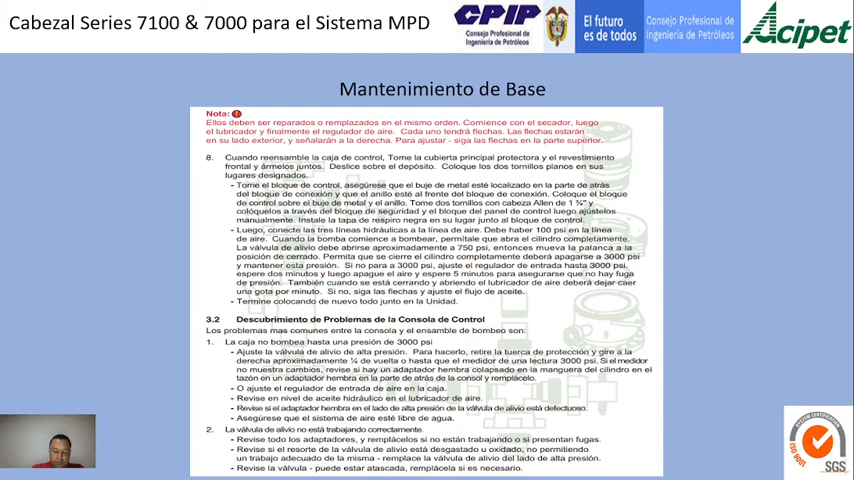 Cabezal Series 7100 & 7000 para el Sistema MPD
CPIP
Consejo Profesional de
Ingeniería de Petróleos
El futuro
es de todos
Consejo Profesional de
Ingeniería de Petróleos
Acipet
Mantenimiento de Base
Nota:
Ellos deben ser reparados o remplazados en el mismo orden. Comience con el secador, luego
el lubricador y finalmente el regulador de aire. Cada uno tendrá flechas. Las flechas estarán
en su lado exterior, y señalarán a la derecha. Para ajustar - siga las flechas en la parte superior.
8. Cuando reensamble la caja de control, Tome la cubierta principal protectora y el revestimiento
frontal y ármelos juntos. Deslice sobre el depósito. Coloque los dos tornillos planos en sus
lugares designados.
- Tome el bloque de control, asegúrese que el buje de metal esté localizado en la parte de atrás
del bloque de conexión y que el anillo esté al frente del bloque de conexión. Coloque el bloque
de control sobre el buje de metal y el anillo. Tome dos tornillos con cabeza Allen de 1 ¾" y
colóquelos a través del bloque de seguridad y el bloque del panel de control luego ajústelos
manualmente. Instale la tapa de respiro negra en su lugar junto al bloque de control.
- Luego, conecte las tres líneas hidráulicas a la línea de aire. Debe haber 100 psi en la línea
de aire. Cuando la bomba comience a bombear, permítale que abra el cilindro completamente.
La válvula de alivio debe abrirse aproximadamente a 750 psi, entonces mueva la palanca a la
posición de cerrado. Permita que se cierre el cilindro completamente deberá apagarse a 3000 psi
y mantener esta presión. Si no para a 3000 psi, ajuste el regulador de entrada hasta 3000 psi.
espere dos minutos y luego apague el aire y espere 5 minutos para asegurarse que no hay fuga
de presión. También cuando se está cerrando y abriendo el lubricador de aire deberá dejar caer
una gota por minuto. Si no, siga las flechas y ajuste el flujo de aceite.
- Termine colocando de nuevo todo junto en la Unidad.
3.2 Descubrimiento de Problemas de la Consola de Control
Los problemas mas comunes entre la consola y el ensamble de bombeo son:
1. La caja no bombea hasta una presión de 3000 psi
- Ajuste la válvula de alivio de alta presión. Para hacerlo, retire la tuerca de protección y gire a la
derecha aproximadamente ¼ de vuelta o hasta que el medidor de una lectura 3000 psi. Si el medidor
no muestra cambios, revise si hay un adaptador hembra colapsado en la manguera del cilindro en el
tazón en un adaptador hembra en la parte de atrás de la consol y remplácelo.
- O ajuste el regulador de entrada de aire en la caja.
- Revise en nivel de aceite hidráulico en el lubricador de aire.
- Revise si el adaptador hembra en el lado de alta presión de la válvula de alivio está defectuoso.
- Asegúrese que el sistema de aire esté libre de agua.
2. La válvula de alivio no está trabajando correctamente.
- Revise todo los adaptadores, y remplácelos si no están trabajando o si presentan fugas.
- Revise si el resorte de la válvula de alivio está desgastado u oxidado, no permitiendo
un trabajo adecuado de la misma - remplace la válvula de alivio del lado de alta presión.
- Revise la válvula - puede estar atascada, remplácela si es necesario.
SYSTEM CERTIFICATION
ISO 9001
SGS